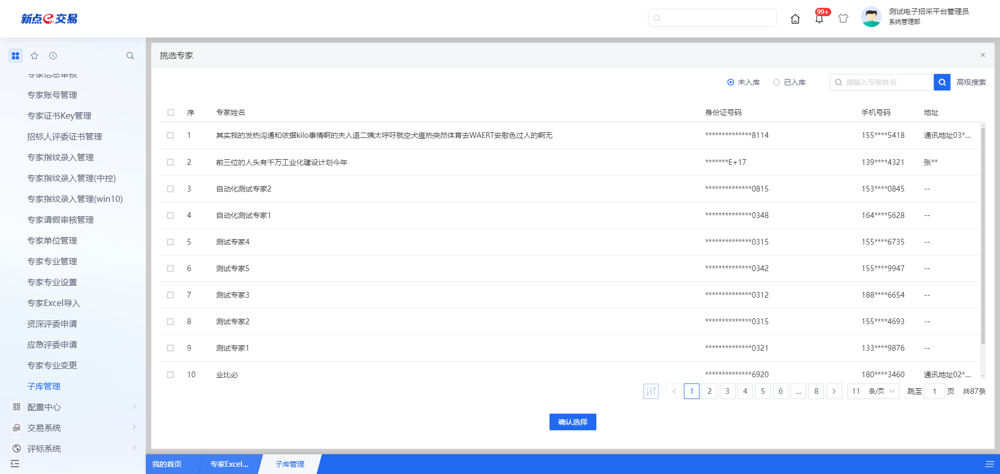 新点e交易
99+
测试电子招采平台管理员
系统管理部
专家信息审核
专家账号管理
专家证书Key管理
招标人评委证书管理
专家指纹录入管理
专家指纹录入管理(中控)
专家指纹录入管理(win10)
专家请假审核管理
专家单位管理
专家专业管理
专家专业设置
专家Excel导入
资深评委申请
应急评委申请
专家专业变更
子库管理
配置中心
交易系统
评标系统
挑选专家
未入库 已入库 请输入专家姓名 高级搜索
序 专家姓名 身份证号码 手机号码 地址
1 其实我的发热沟通和依据kilo事情啊的夫人退二姨太呼吁就空犬瘟热突然体育去WAERT安慰色过人的啊无 **************8114 155****5418 通讯地址03*...
2 前三位的人头有千万工业化建设计划今年 *******E+17 139****4321 张**
3 自动化测试专家2 **************0815 153****0845 --
4 自动化测试专家1 **************0348 164****5628 --
5 测试专家4 **************0315 155****6735 --
6 测试专家5 **************0342 155****9947 --
7 测试专家3 **************0312 188****6654 --
8 测试专家2 **************0315 155****4693 --
9 测试专家1 **************0321 133****9876 --
10 业比必 **************6920 180****3460 通讯地址02*...
1 2 3 4 5 6 ... 8 11 条/页 跳至 1 页 共87条
确认选择
我的首页 专家Excel... 子库管理